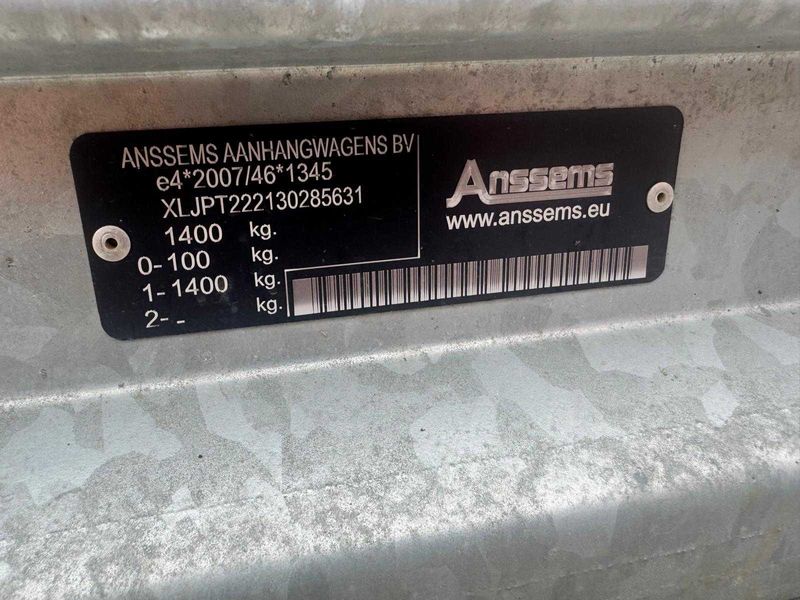 ANSSEMS AANHANGWAGENS BV
e4*2007/46*1345
XLJPT222130285631
1400 kg.
0- 100 kg.
1- 1400 kg.
2- - kg.
Anssems
www.anssems.eu